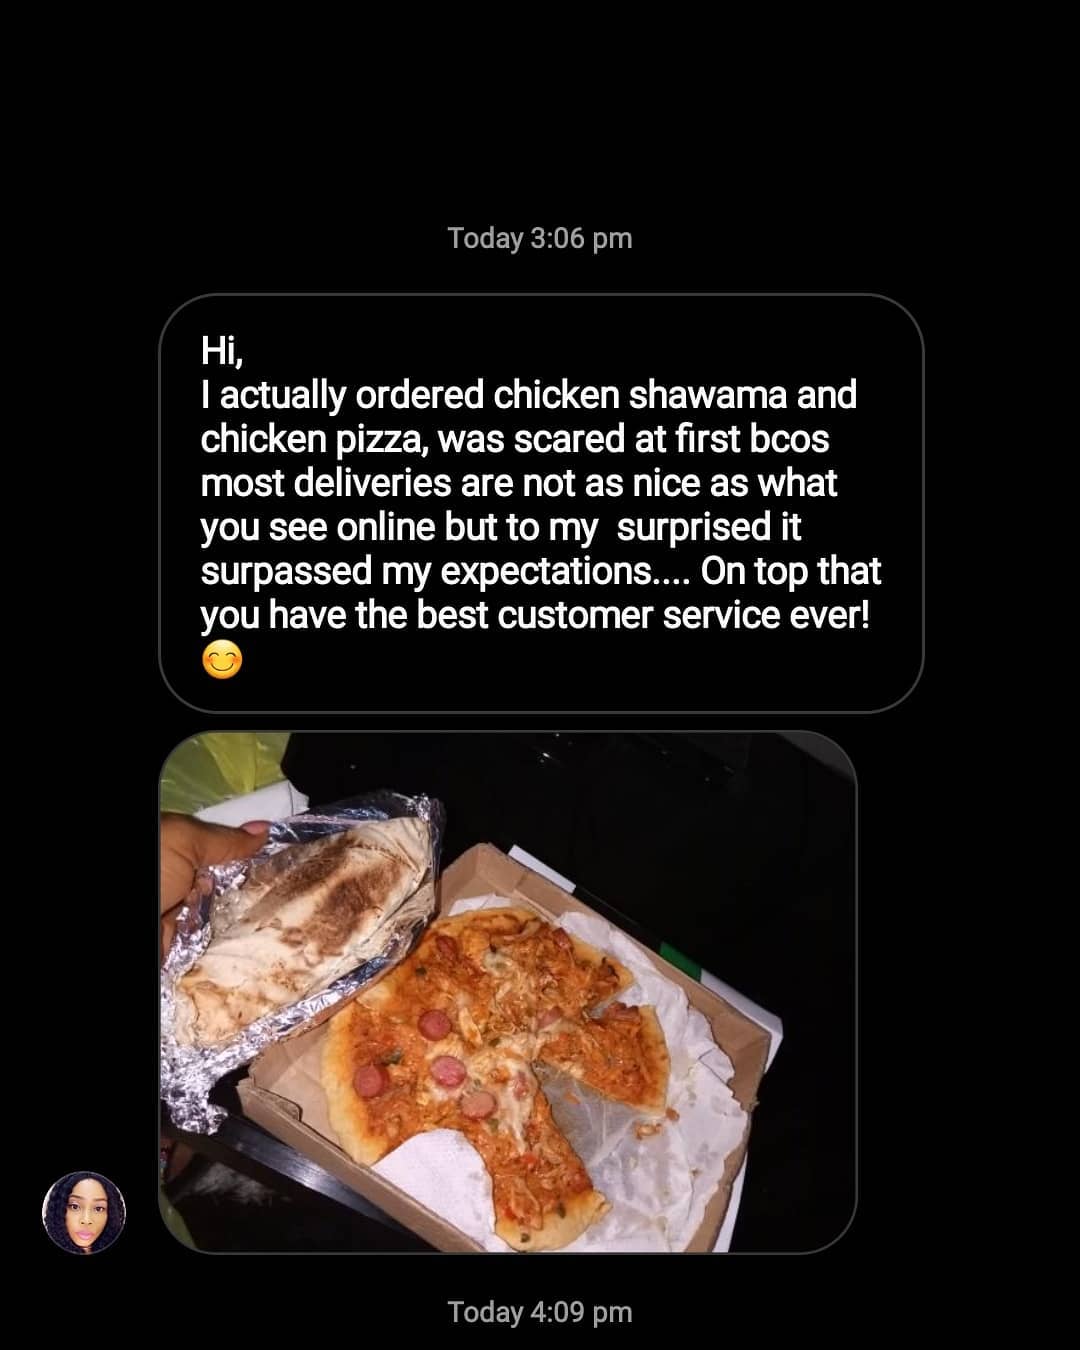 Today 3:06 pm
Hi,
I actually ordered chicken shawama and
chicken pizza, was scared at first bcos
most deliveries are not as nice as what
you see online but to my  surprised it
surpassed my expectations.... On top that
you have the best customer service ever!
😊
Today 4:09 pm